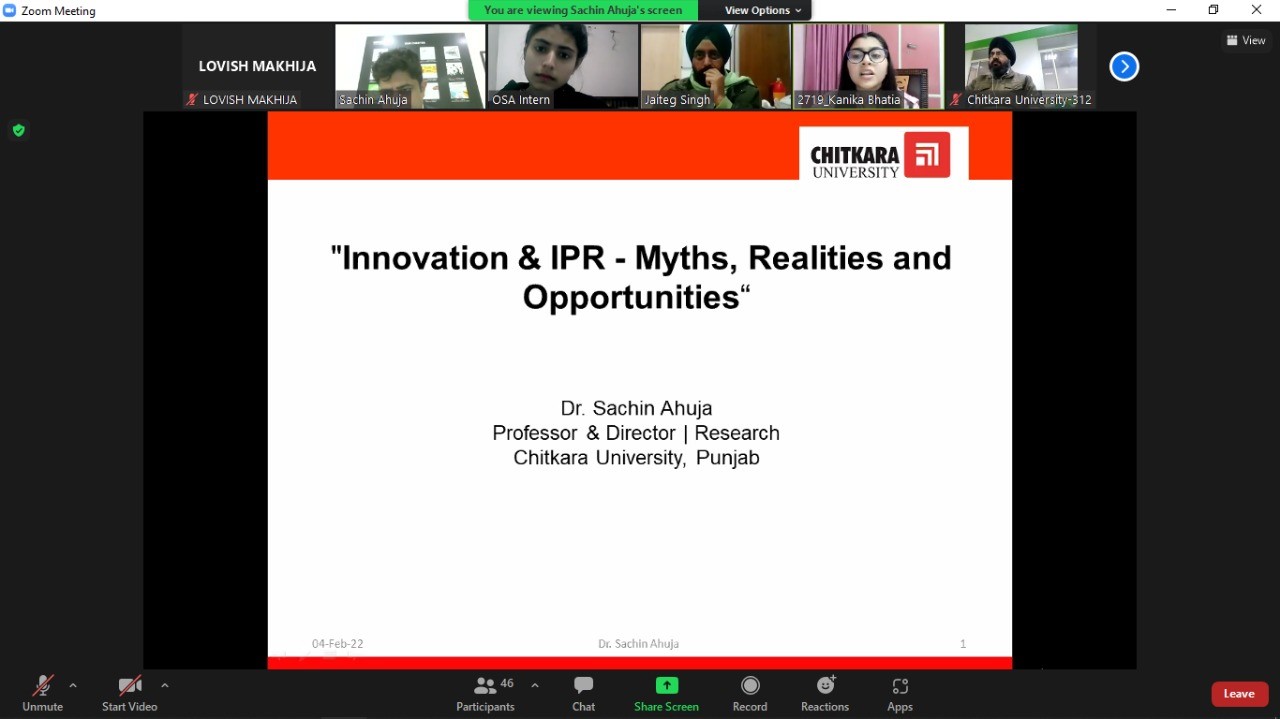 Zoom Meeting
You are viewing Sachin Ahuja's screen
View Options
View
LOVISH MAKHIJA
LOVISH MAKHIJA
Sachin Ahuja
OSA Intern
Jaiteg Singh
2719_Kanika Bhatia
Chitkara University-312
CHITKARA
UNIVERSITY
"Innovation & IPR - Myths, Realities and
Opportunities“
Dr. Sachin Ahuja
Professor & Director | Research
Chitkara University, Punjab
04-Feb-22
Dr. Sachin Ahuja
1
Unmute
Start Video
46
Participants
Chat
Share Screen
Record
Reactions
Apps
Leave